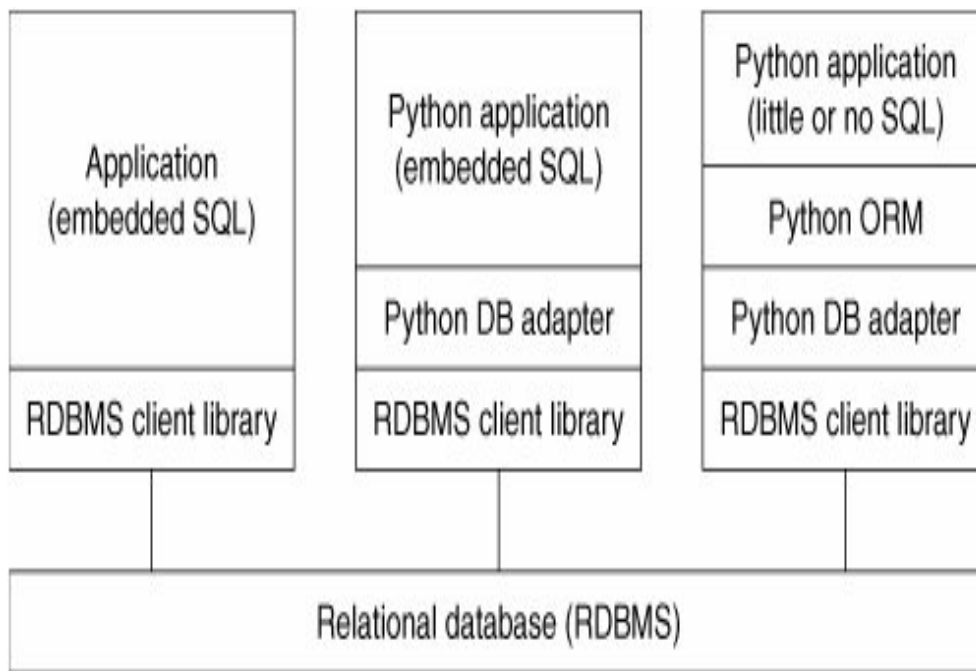 Application
(embedded SQL)
RDBMS client library
Python application
(embedded SQL)
Python DB adapter
RDBMS client library
Python application
(little or no SQL)
Python ORM
Python DB adapter
RDBMS client library
Relational database (RDBMS)